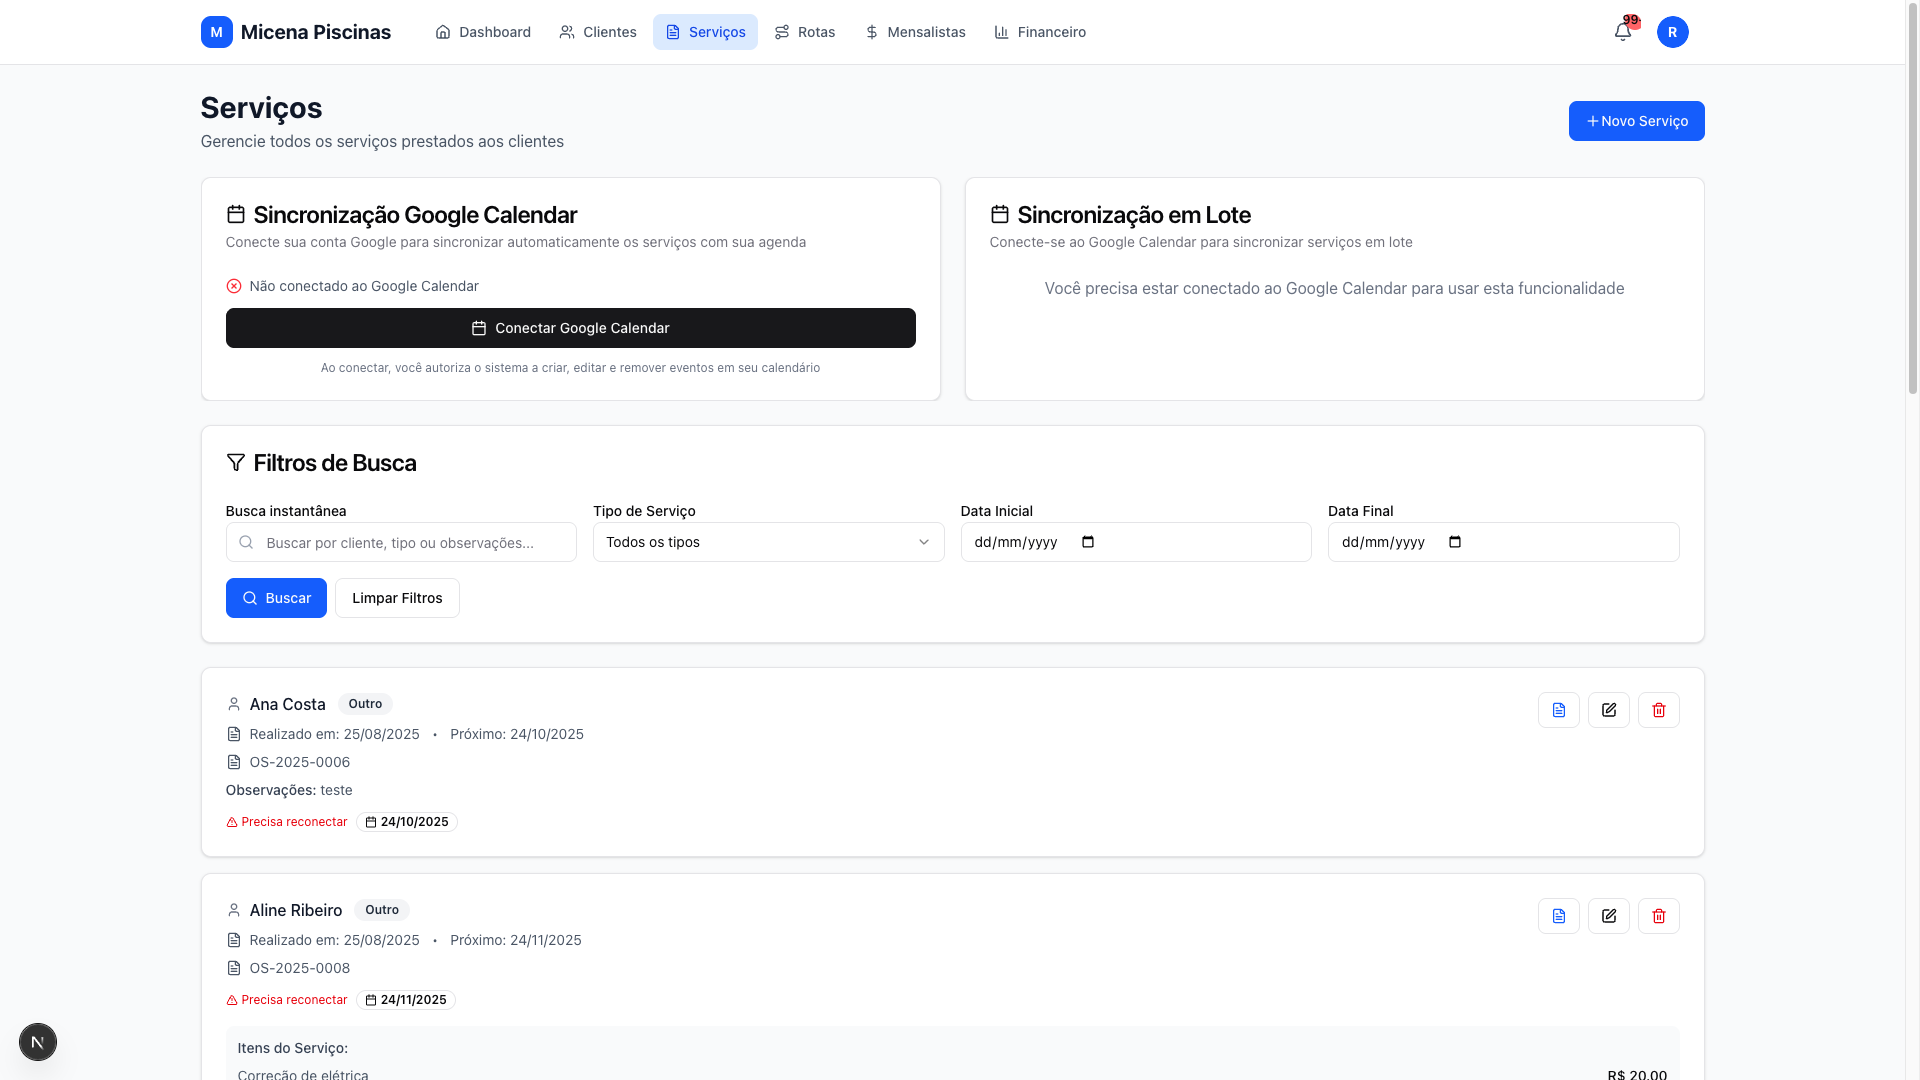 M Micena Piscinas Dashboard Clientes Serviços Rotas Mensalistas Financeiro 99+ R
Serviços
Gerencie todos os serviços prestados aos clientes
Novo Serviço
Sincronização Google Calendar
Conecte sua conta Google para sincronizar automaticamente os serviços com sua agenda
Não conectado ao Google Calendar
Conectar Google Calendar
Ao conectar, você autoriza o sistema a criar, editar e remover eventos em seu calendário
Sincronização em Lote
Conecte-se ao Google Calendar para sincronizar serviços em lote
Você precisa estar conectado ao Google Calendar para usar esta funcionalidade
Filtros de Busca
Busca instantânea Tipo de Serviço Data Inicial Data Final
Buscar por cliente, tipo ou observações... Todos os tipos dd/mm/yyyy dd/mm/yyyy
Buscar Limpar Filtros
Ana Costa Outro
Realizado em: 25/08/2025 • Próximo: 24/10/2025
OS-2025-0006
Observações: teste
Precisa reconectar 24/10/2025
Aline Ribeiro Outro
Realizado em: 25/08/2025 • Próximo: 24/11/2025
OS-2025-0008
Precisa reconectar 24/11/2025
N
Itens do Serviço:
Correção de elétrica R$ 20,00